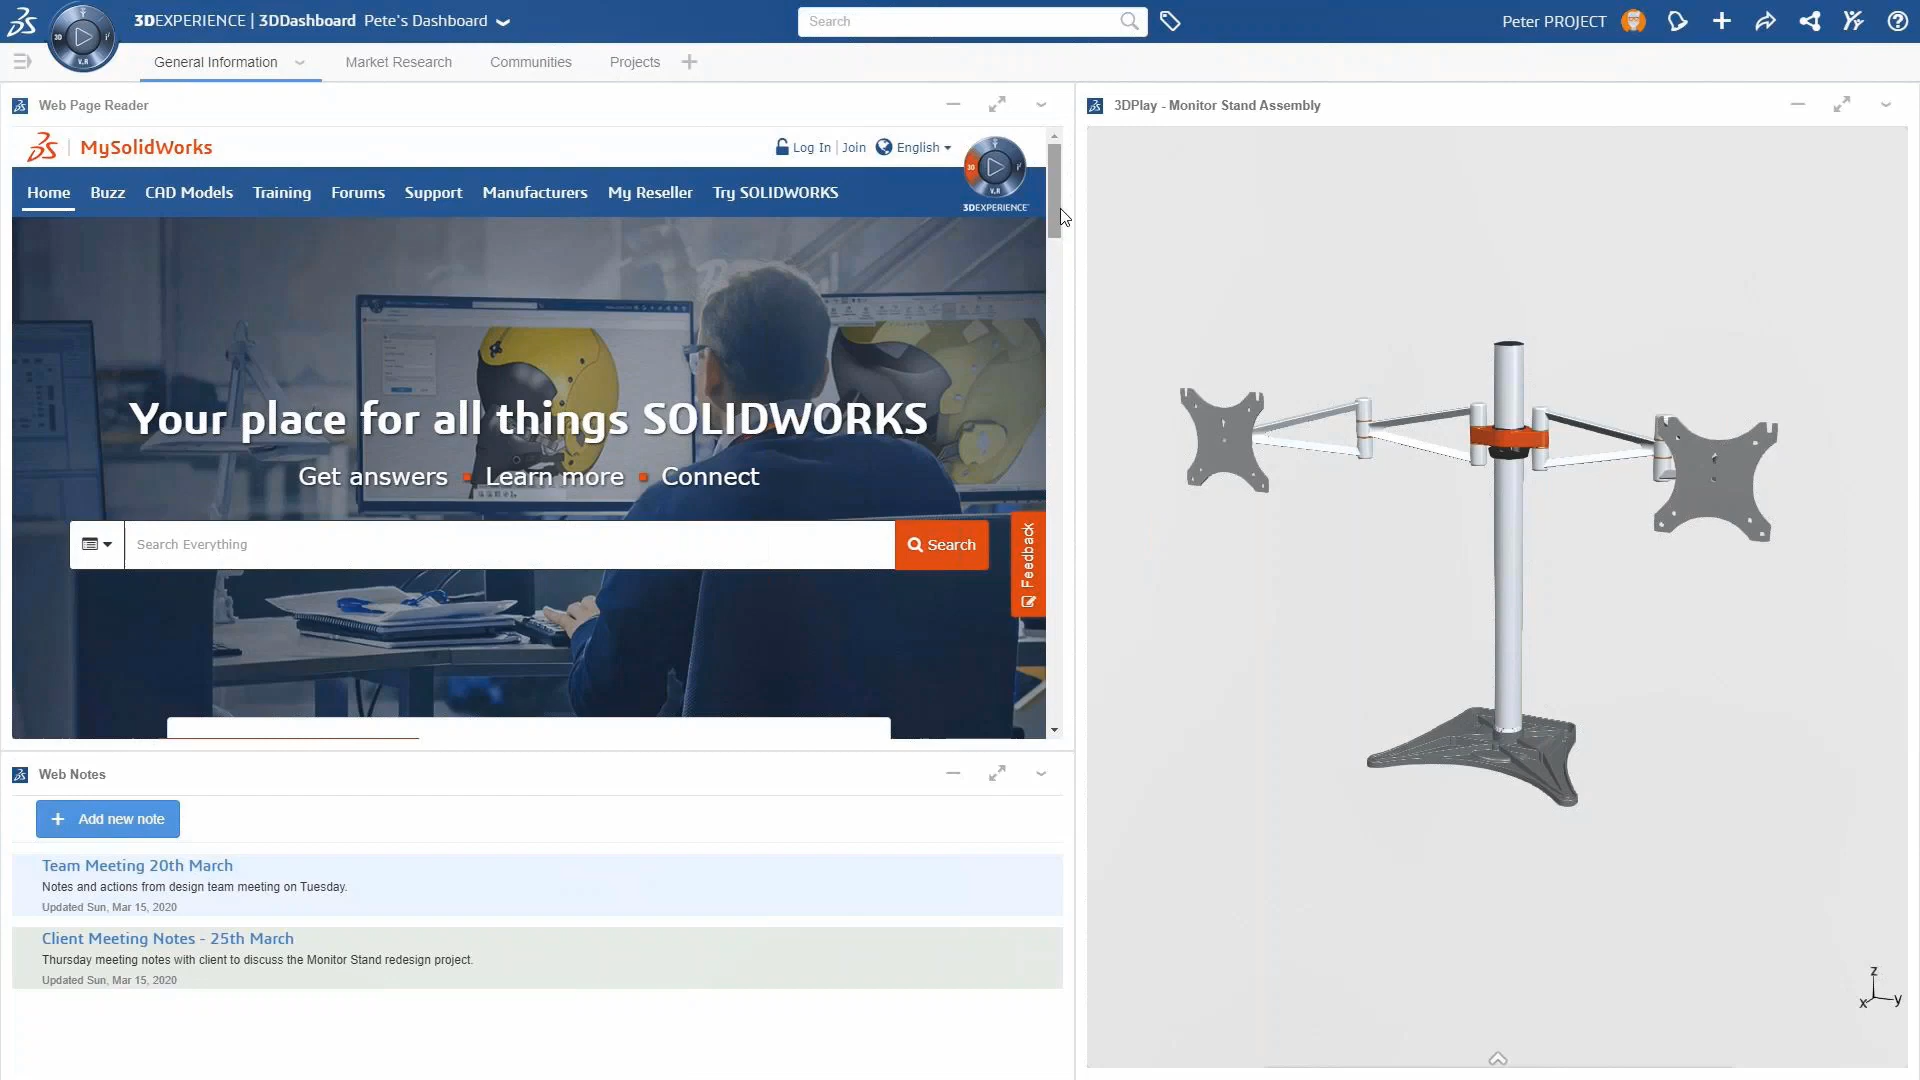 3DEXPERIENCE | 3DDashboard Pete's Dashboard
Search
Peter PROJECT
3D
V.R
General Information
Market Research
Communities
Projects
Web Page Reader
MySolidWorks
Log In | Join
English
Home
Buzz
CAD Models
Training
Forums
Support
Manufacturers
My Reseller
Try SOLIDWORKS
3D
V.R
3DEXPERIENCE
Your place for all things SOLIDWORKS
Get answers
Learn more
Connect
Search Everything
Search
Feedback
Web Notes
Add new note
Team Meeting 20th March
Notes and actions from design team meeting on Tuesday.
Updated Sun, Mar 15, 2020
Client Meeting Notes - 25th March
Thursday meeting notes with client to discuss the Monitor Stand redesign project.
Updated Sun, Mar 15, 2020
3DPlay - Monitor Stand Assembly
z
x
y